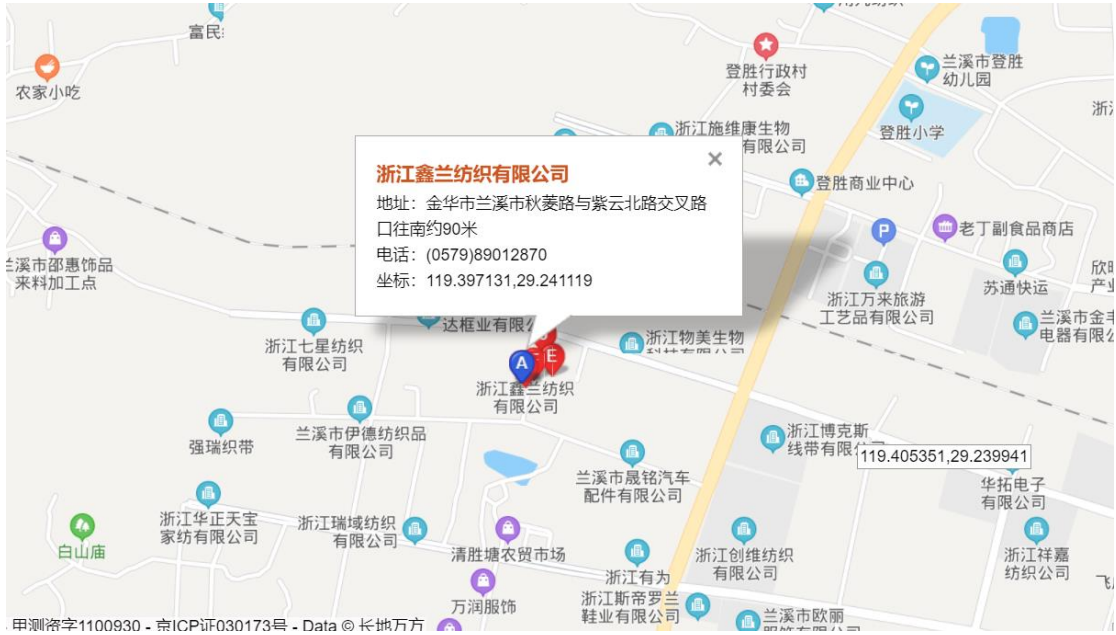 富民
农家小吃
登胜行政村
村委会
兰溪市登胜
幼儿园
登胜小学
浙江施维康生物
有限公司
登胜商业中心
浙江鑫兰纺织有限公司
地址：金华市兰溪市秋菱路与紫云北路交叉路
口往南约90米
电话：(0579)89012870
坐标：119.397131,29.241119
P
老丁副食品商店
兰溪市邵惠饰品
来料加工点
苏通快运
浙江万来旅游
工艺品有限公司
兰溪市金丰
电器有限公
达框业有限公
浙江七星纺织
有限公司
浙江物美生物
A
E
浙江鑫兰纺织
有限公司
强瑞织带
兰溪市伊德纺织品
有限公司
浙江博克斯
线带有限
119.405351,29.239941
兰溪市晟铭汽车
配件有限公司
华拓电子
有限公司
浙江华正天宝
家纺有限公司
浙江瑞域纺织
有限公司
白山庙
清胜塘农贸市场
浙江创维纺织
有限公司
浙江祥嘉
纺织公司
浙江有为
万润服饰
浙江斯帝罗兰
鞋业有限公司
兰溪市欧丽
甲测资字1100930 - 京ICP证030173号 - Data © 长地万方